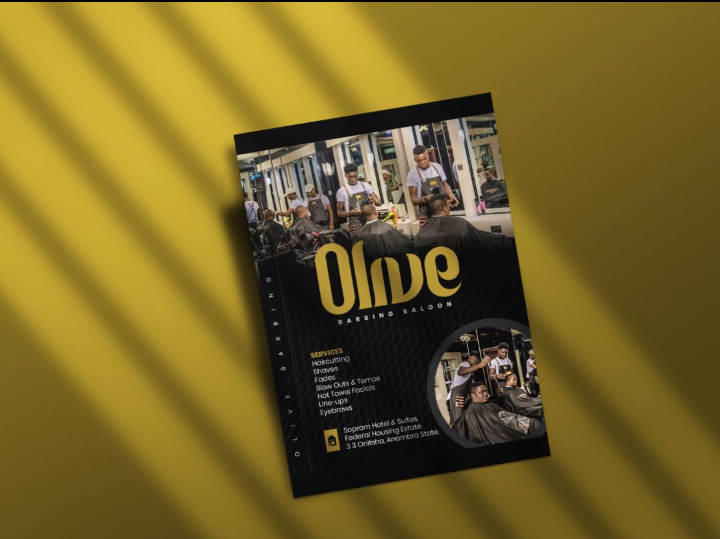 Olive
BARBING SALOON
OLIVE BARBING
SERVICES
Haircutting
Shaves
Fades
Blow Outs & Temps
Hot Towel Facials
Line-ups
Eyebrows
Sopram Hotel & Suites,
Federal Housing Estate
3 3 Onitsha, Anambra State.